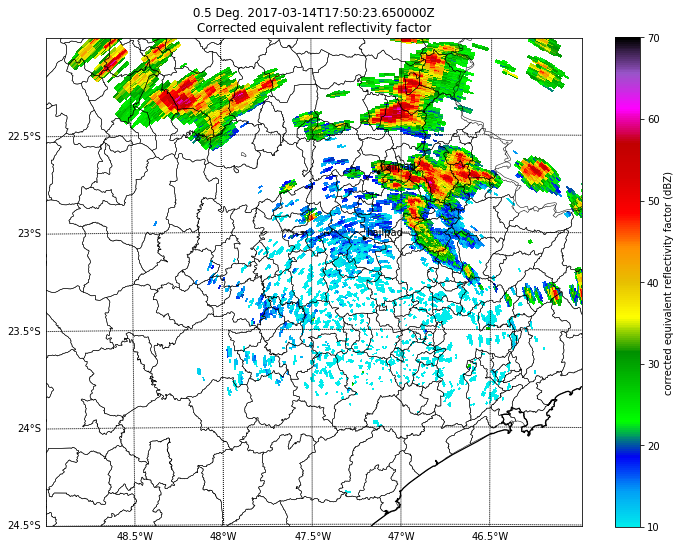 0.5 Deg. 2017-03-14T17:50:23.650000Z
Corrected equivalent reflectivity factor
22.5°S
23°S
23.5°S
24°S
24.5°S
48.5°W
48°W
47.5°W
47°W
46.5°W
hailpad
hailpad
70
60
50
40
30
20
10
corrected equivalent reflectivity factor (dBZ)